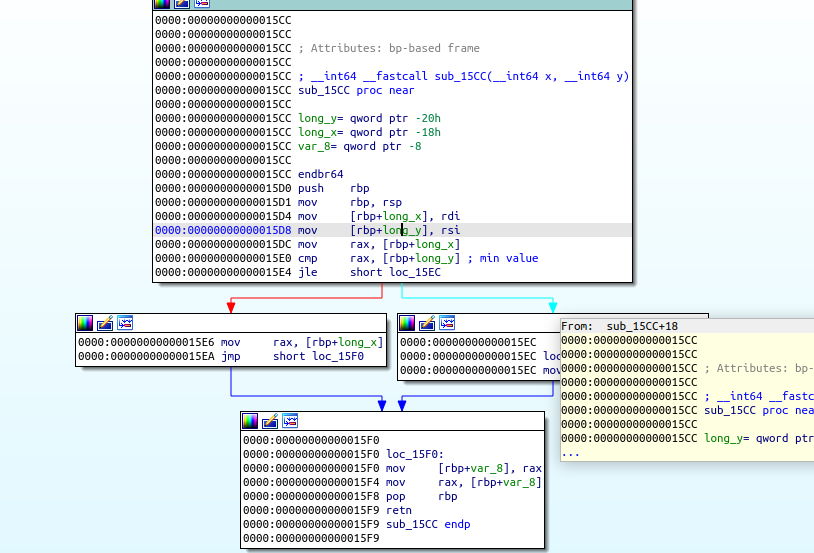 0000:00000000000015CC
0000:00000000000015CC
0000:00000000000015CC ; Attributes: bp-based frame
0000:00000000000015CC
0000:00000000000015CC ; __int64 __fastcall sub_15CC(__int64 x, __int64 y)
0000:00000000000015CC sub_15CC proc near
0000:00000000000015CC
0000:00000000000015CC long_y= qword ptr -20h
0000:00000000000015CC long_x= qword ptr -18h
0000:00000000000015CC var_8= qword ptr -8
0000:00000000000015CC
0000:00000000000015CC endbr64
0000:00000000000015D0 push    rbp
0000:00000000000015D1 mov     rbp, rsp
0000:00000000000015D4 mov     [rbp+long_x], rdi
0000:00000000000015D8 mov     [rbp+long_y], rsi
0000:00000000000015DC mov     rax, [rbp+long_x]
0000:00000000000015E0 cmp     rax, [rbp+long_y] ; min value
0000:00000000000015E4 jle     short loc_15EC
0000:00000000000015E6 mov     rax, [rbp+long_x]
0000:00000000000015EA jmp     short loc_15F0
0000:00000000000015EC
0000:00000000000015EC loc
0000:00000000000015EC mov
From:  sub_15CC+18
0000:00000000000015CC
0000:00000000000015CC
0000:00000000000015CC ; Attributes: bp-
0000:00000000000015CC
0000:00000000000015CC ; __int64 __fastc
0000:00000000000015CC sub_15CC proc nea
0000:00000000000015CC
0000:00000000000015CC long_y= qword ptr
...
0000:00000000000015F0
0000:00000000000015F0 loc_15F0:
0000:00000000000015F0 mov     [rbp+var_8], rax
0000:00000000000015F4 mov     rax, [rbp+var_8]
0000:00000000000015F8 pop     rbp
0000:00000000000015F9 retn
0000:00000000000015F9 sub_15CC endp
0000:00000000000015F9